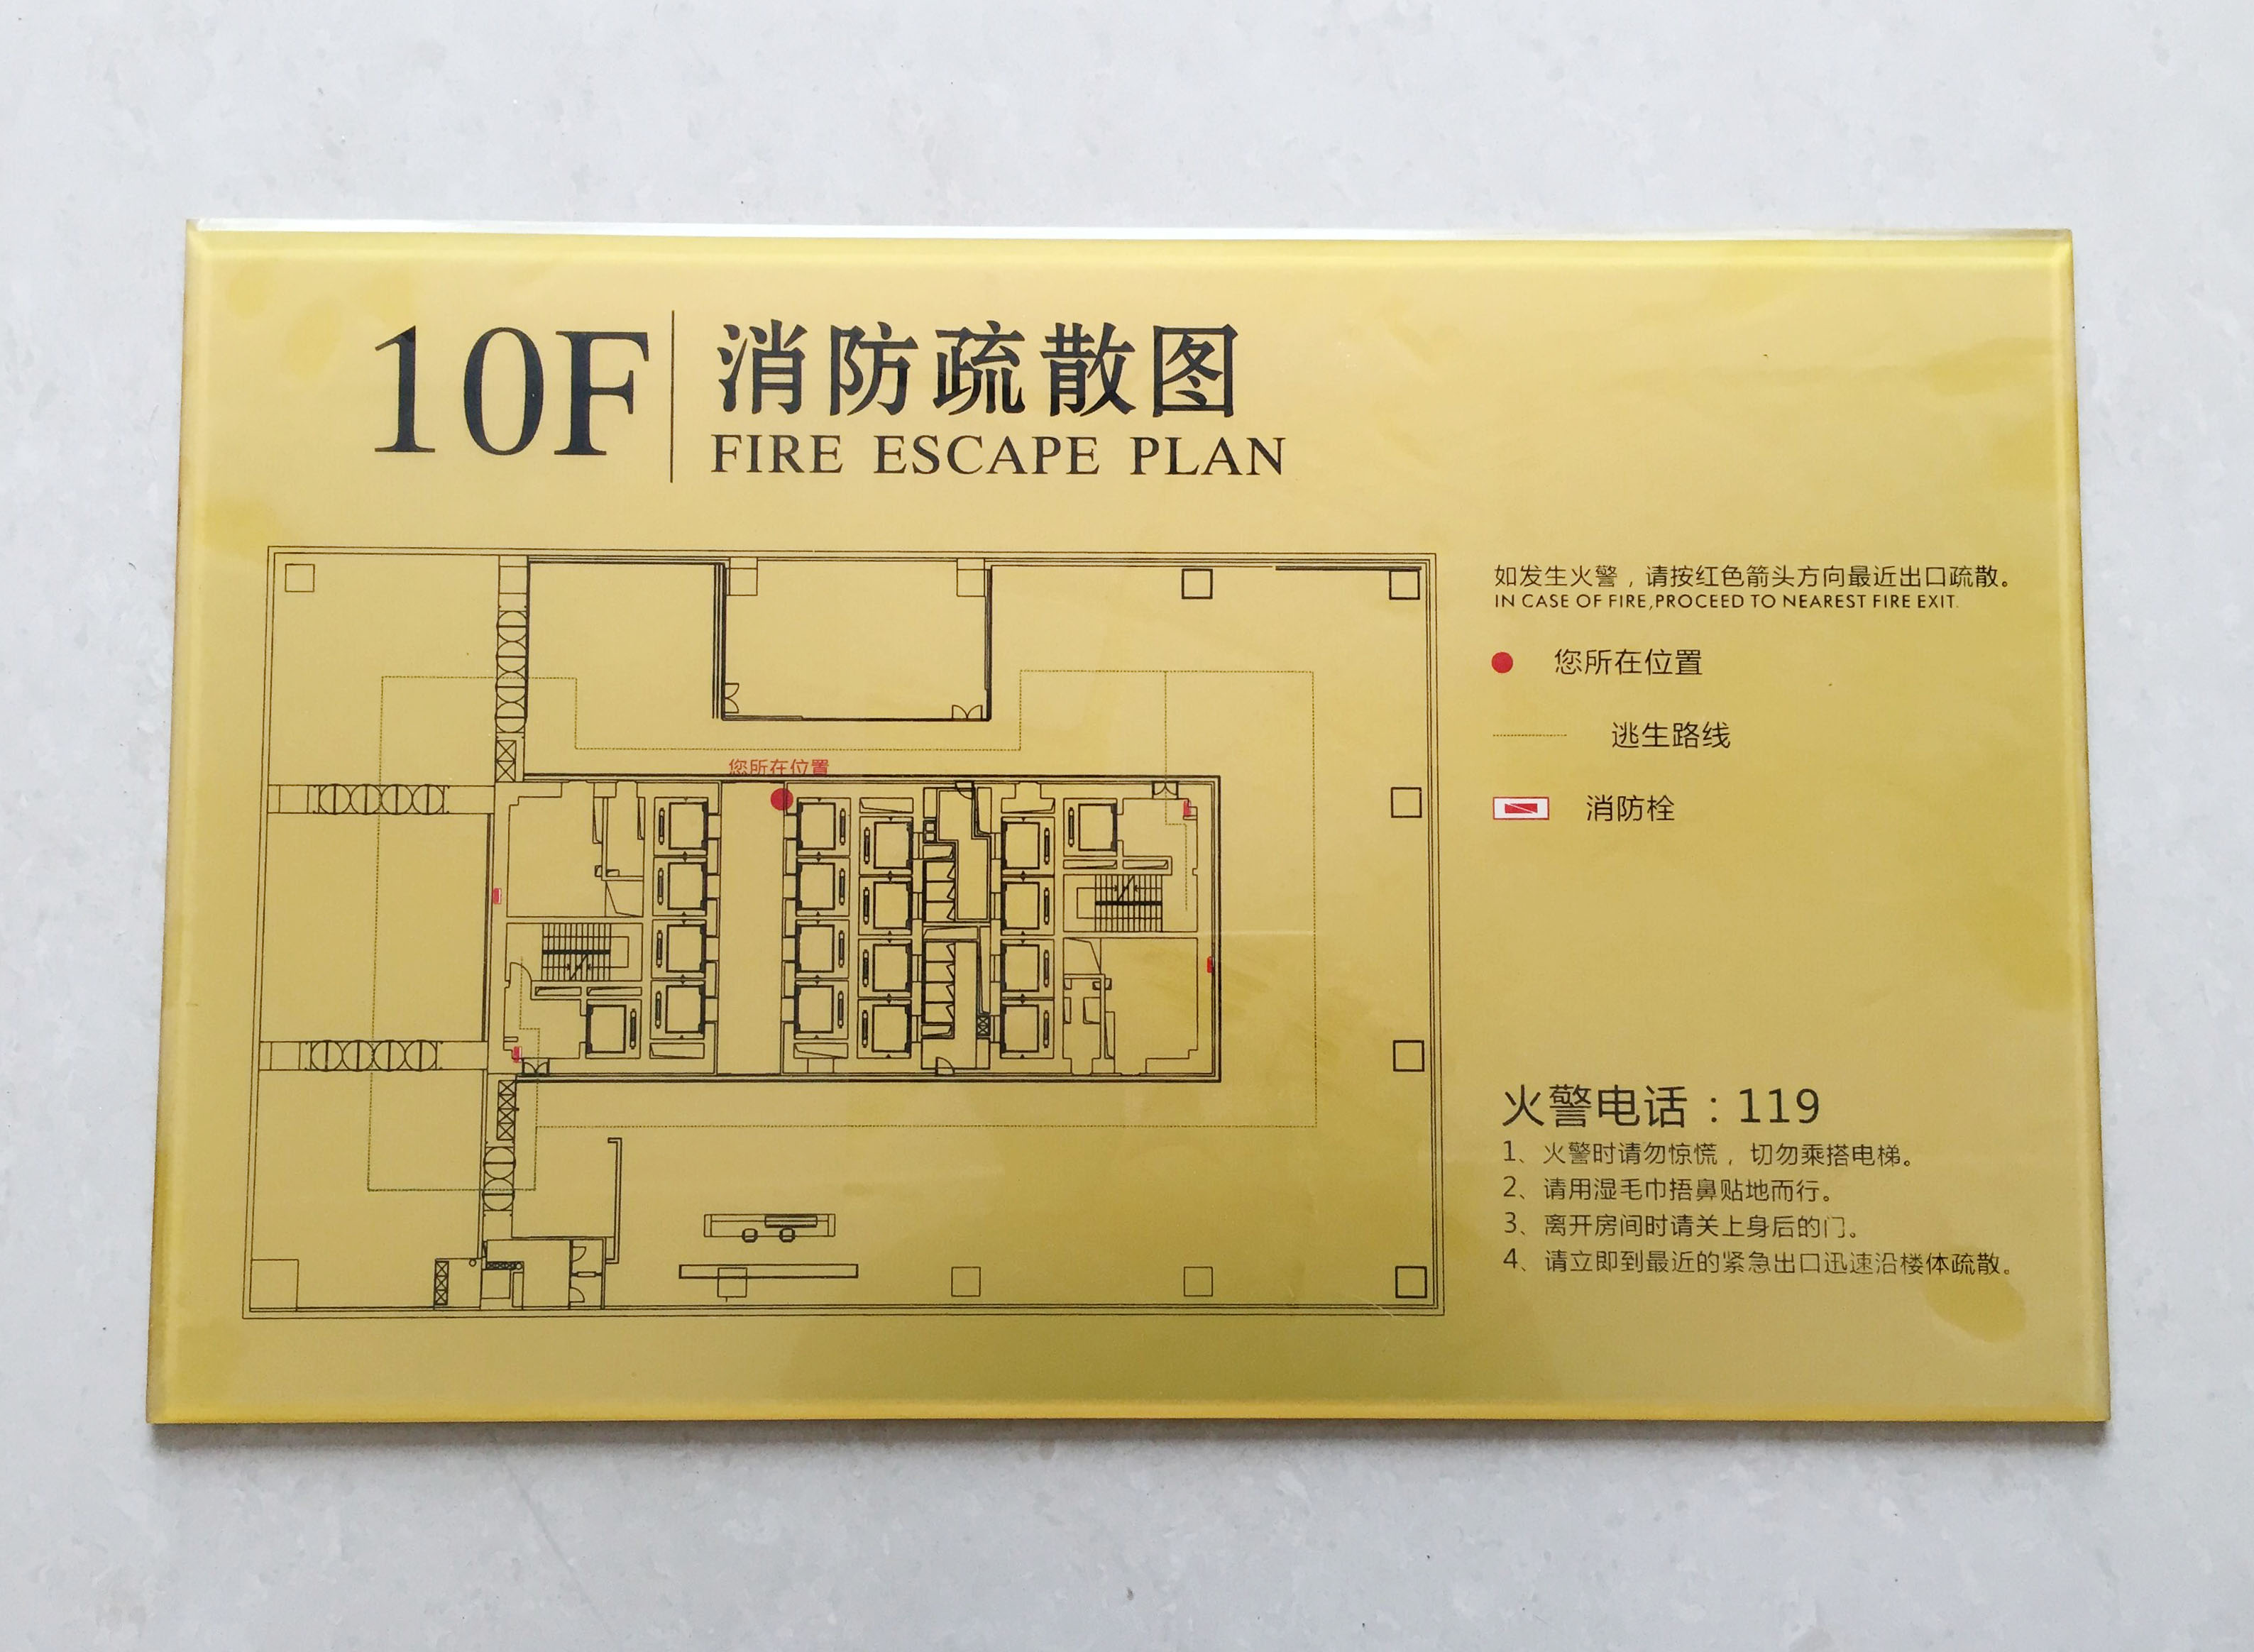 10F
消防疏散图
FIRE ESCAPE PLAN
如发生火警，请按红色箭头方向最近出口疏散。
IN CASE OF FIRE,PROCEED TO NEAREST FIRE EXIT.
您所在位置
逃生路线
消防栓
您所在位置
火警电话：119
1、火警时请勿惊慌，切勿乘搭电梯。
2、请用湿毛巾捂鼻贴地而行。
3、离开房间时请关上身后的门。
4、请立即到最近的紧急出口迅速沿楼体疏散。